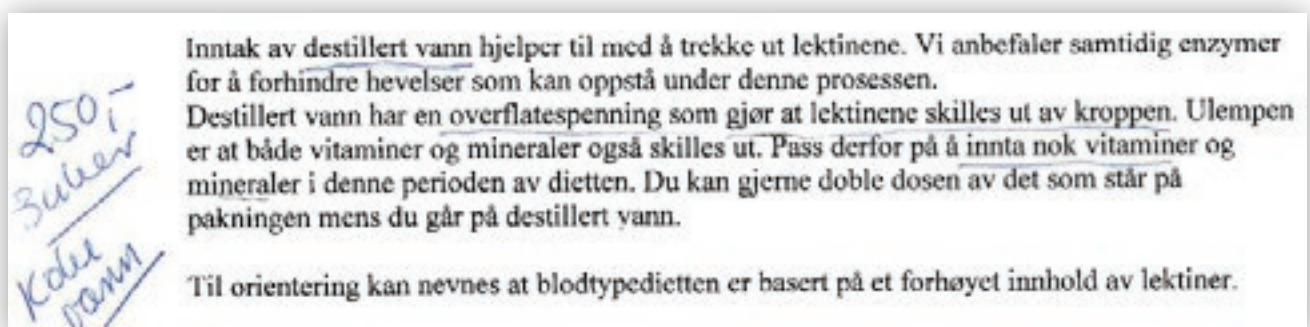 Inntak av destillert vann hjelper til med å trekke ut lektinene. Vi anbefaler samtidig enzymer
for å forhindre hevelser som kan oppstå under denne prosessen.
Destillert vann har en overflatespenning som gjør at lektinene skilles ut av kroppen. Ulempen
er at både vitaminer og mineraler også skilles ut. Pass derfor på å innta nok vitaminer og
mineraler i denne perioden av dietten. Du kan gjerne doble dosen av det som står på
pakningen mens du går på destillert vann.
Til orientering kan nevnes at blodtypedietten er basert på et forhøyet innhold av lektiner.
250,-
vann